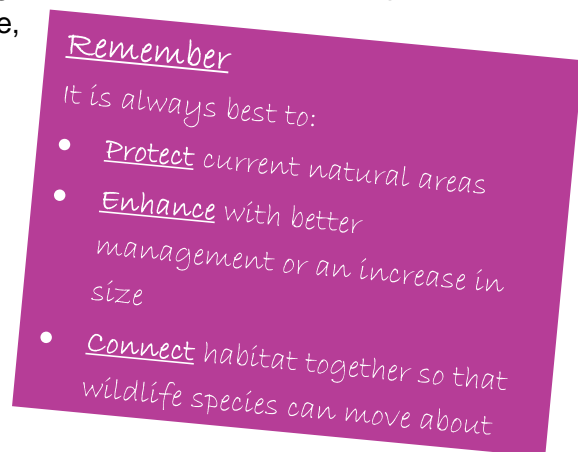 e,
Remember
It is always best to:
• Protect current natural areas
• Enhance with better
management or an increase in
size
• Connect habitat together so that
wildlife species can move about